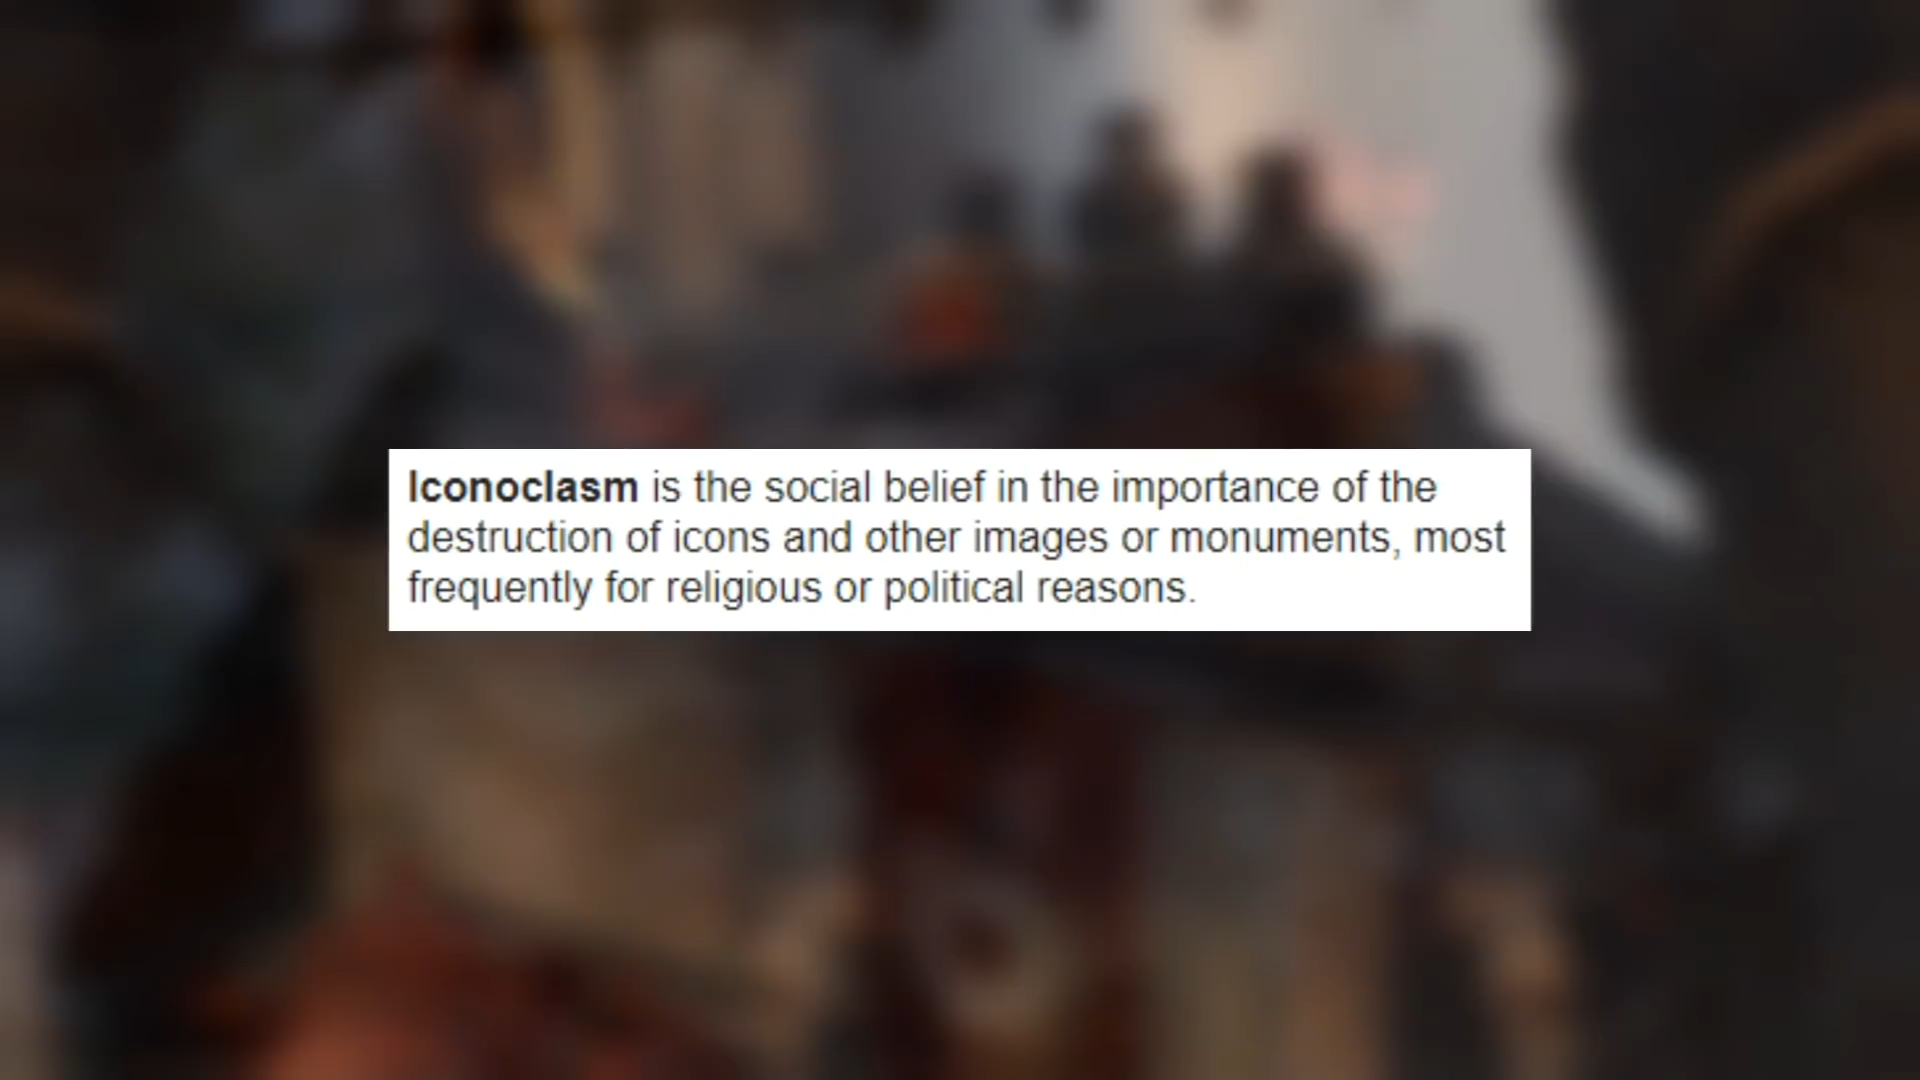 Iconoclasm is the social belief in the importance of the
destruction of icons and other images or monuments, most
frequently for religious or political reasons.